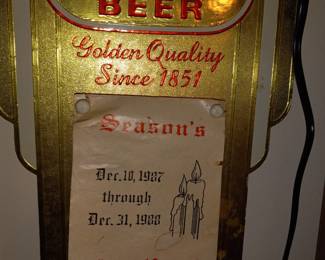 BEER
Golden Quality
Since 1851
Season's
Dec. 10, 1987
through
Dec. 31, 1988